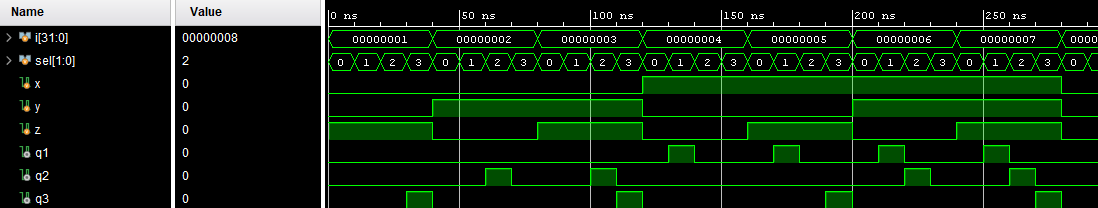 Name Value 0 ns 50 ns 100 ns 150 ns 200 ns 250 ns
i[31:0] 00000008 00000001 00000002 00000003 00000004 00000005 00000006 00000007 0000
sel[1:0] 2 0 1 2 3 0 1 2 3 0 1 2 3 0 1 2 3 0 1 2 3 0 1 2 3 0 1 2 3 0
x 0
y 0
z 0
q1 0
q2 0
q3 0